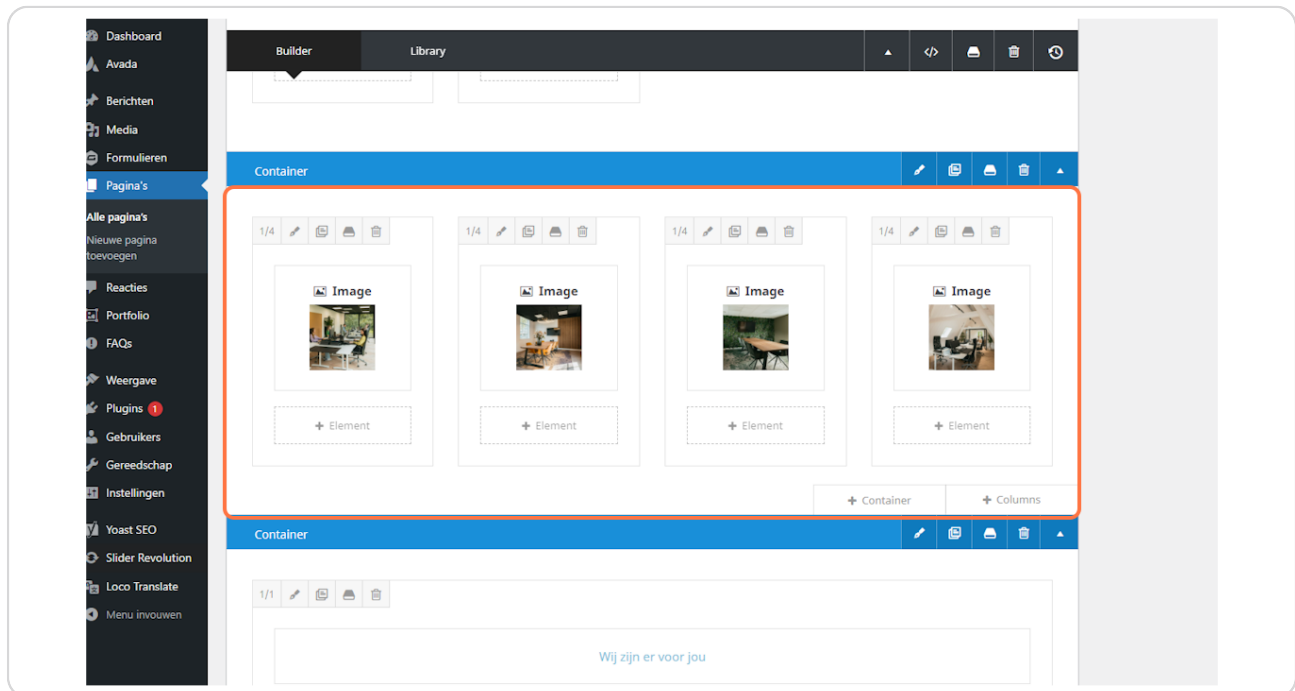 Dashboard
Avada
Berichten
Media
Formulieren
Pagina's
Alle pagina's
Nieuwe pagina
toevoegen
Reacties
Portfolio
FAQs
Weergave
Plugins 1
Gebruikers
Gereedschap
Instellingen
Yoast SEO
Slider Revolution
Loco Translate
Menu invouwen
Builder Library
Container
1/4 1/4 1/4 1/4
Image Image Image Image
+ Element + Element + Element + Element
+ Container + Columns
Container
1/1
Wij zijn er voor jou